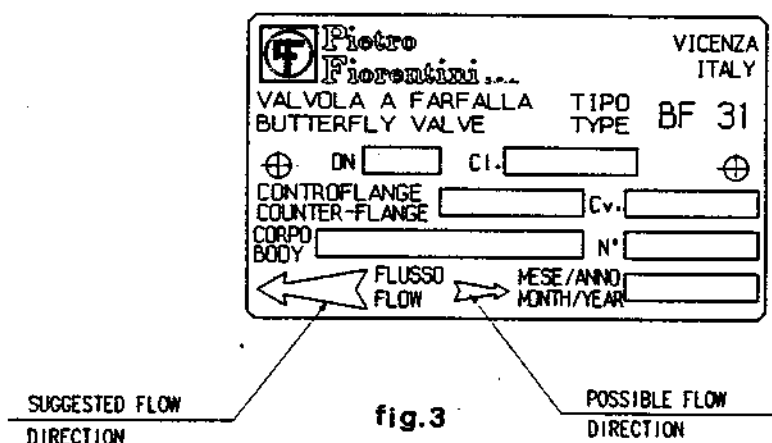 Pietro
Fiorentini s.p.a.
VICENZA
ITALY
VALVOLA A FARFALLA
BUTTERFLY VALVE
TIPO
TYPE
BF 31
DN
Cl.
CONTROFLANGE
COUNTER-FLANGE
Cv.
CORPO
BODY
N°
FLUSSO
FLOW
MESE/ANNO
MONTH/YEAR
SUGGESTED FLOW
DIRECTION
fig.3
POSSIBLE FLOW
DIRECTION